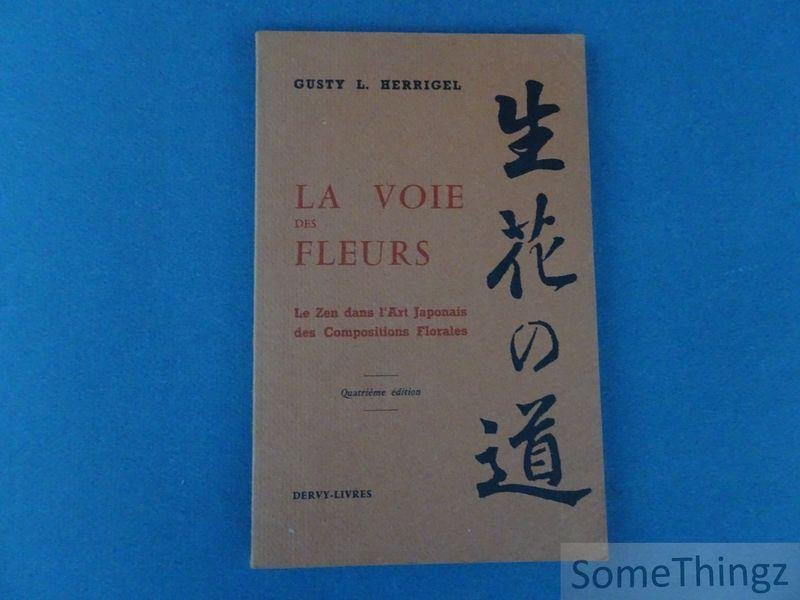 GUSTY L. HERRIGEL
LA VOIE
DES
FLEURS
Le Zen dans l'Art Japonais
des Compositions Florales
Quatrième édition
DERVY-LIVRES
生花の道
SomeThingz